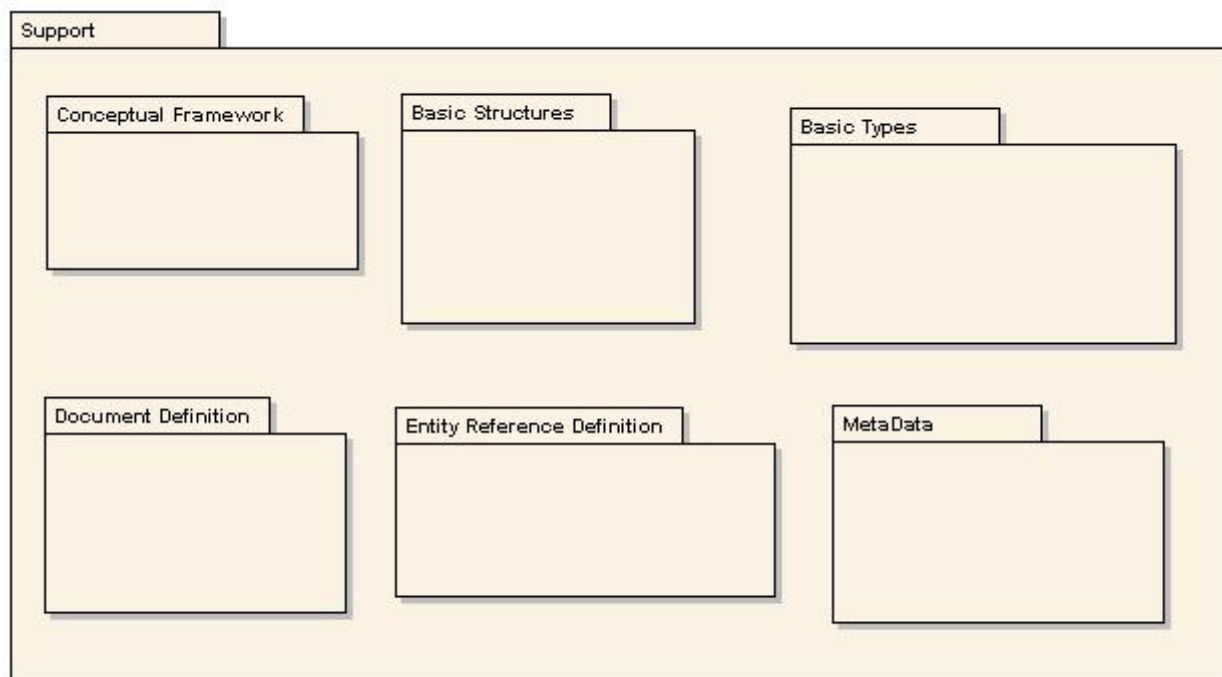 Support
Conceptual Framework
Basic Structures
Basic Types
Document Definition
Entity Reference Definition
MetaData